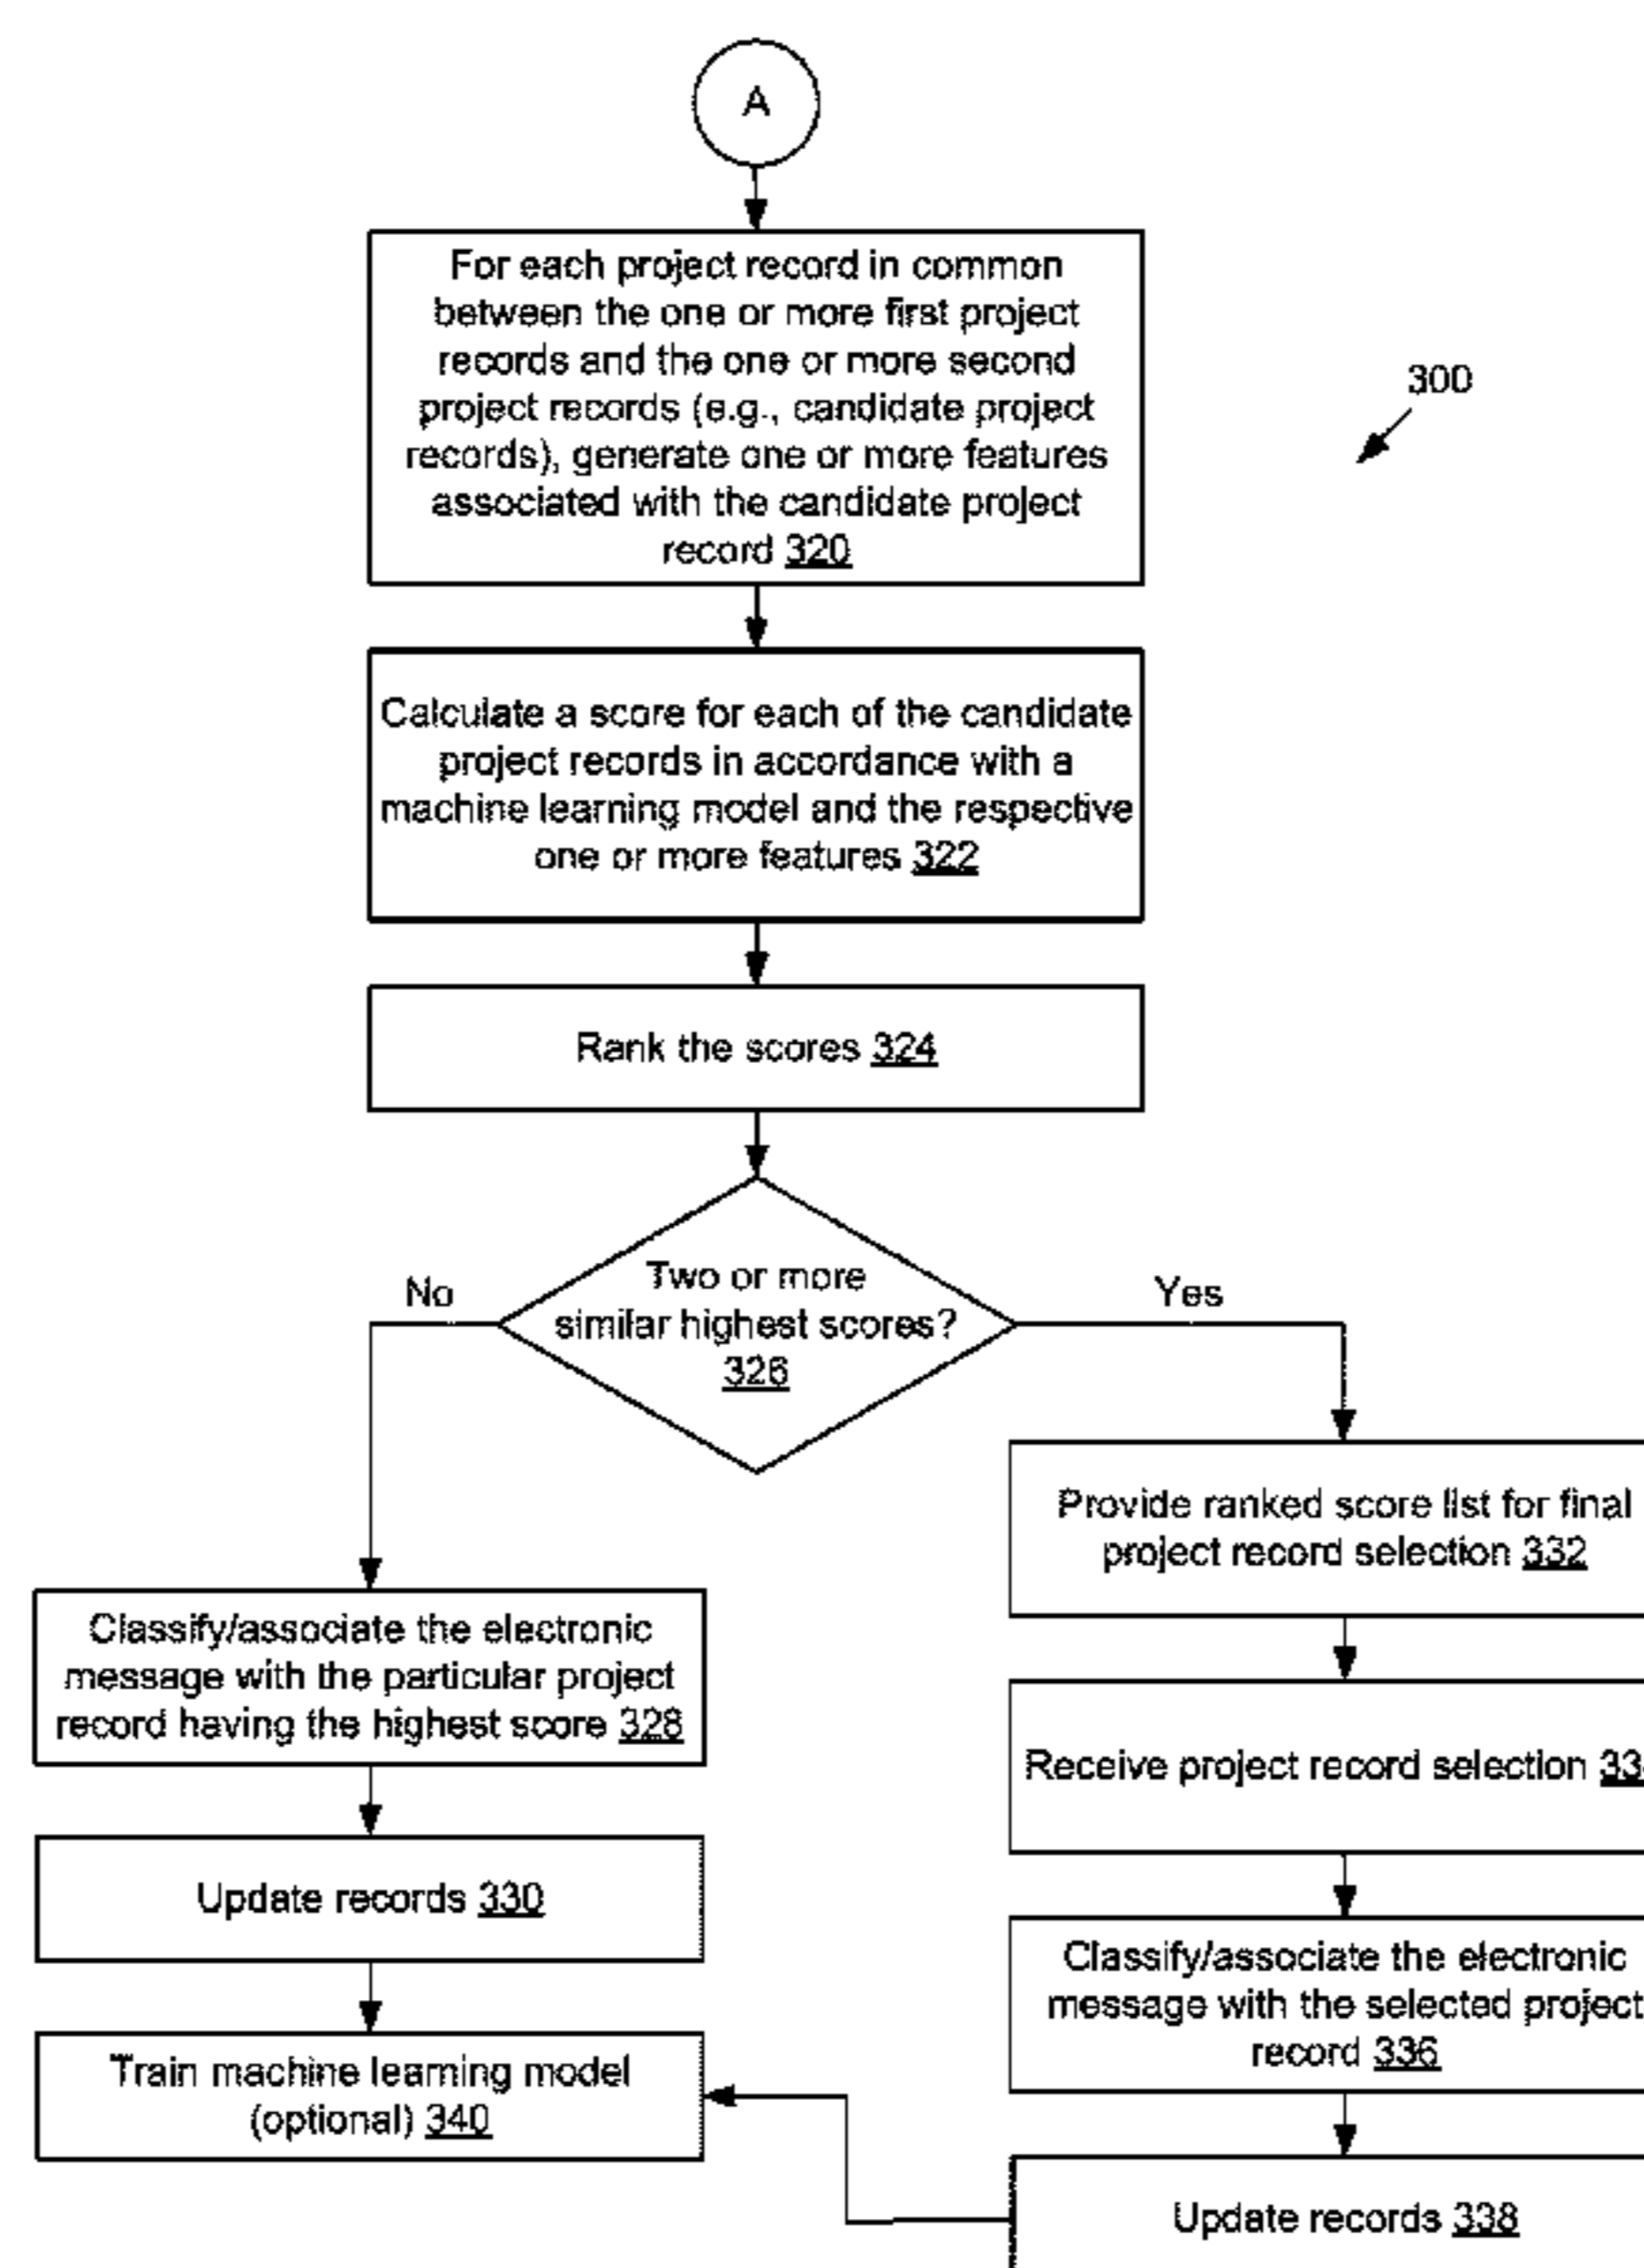 A
For each project record in common
between the one or more first project
records and the one or more second
project records (e.g., candidate project
records), generate one or more features
associated with the candidate project
record 320
300
Calculate a score for each of the candidate
project records in accordance with a
machine learning model and the respective
one or more features 322
Rank the scores 324
Two or more
similar highest scores?
326
No
Yes
Provide ranked score list for final
project record selection 332
Classify/associate the electronic
message with the particular project
record having the highest score 328
Receive project record selection
Update records 330
Classify/associate the electronic
message with the selected project
record 336
Train machine learning model
(optional) 340
Update records 338